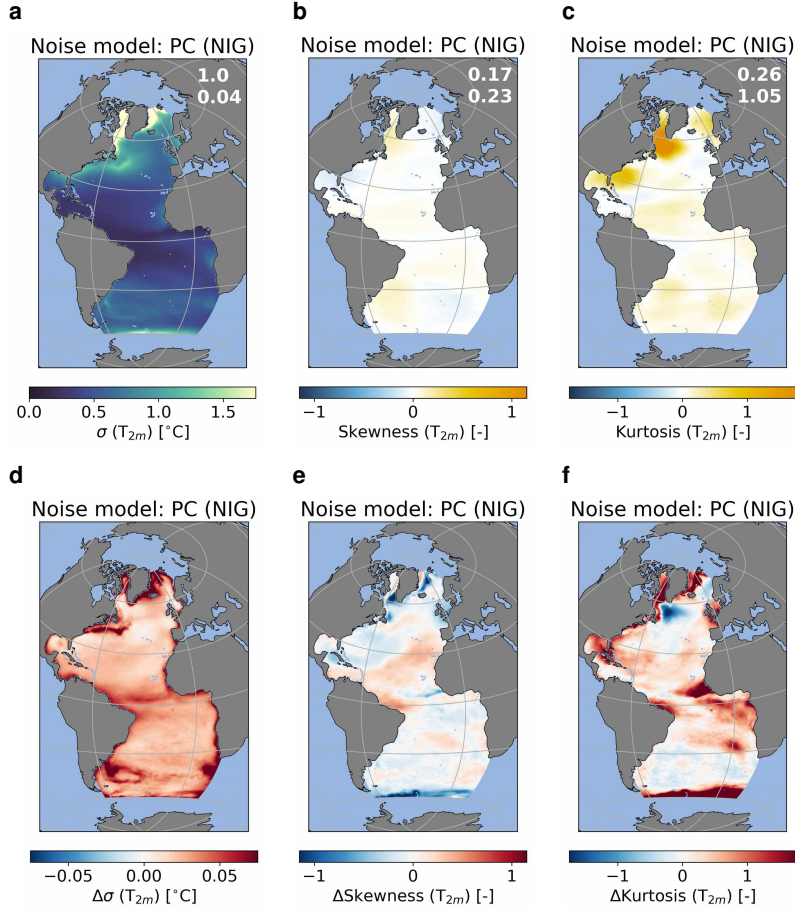 a
Noise model: PC (NIG)
1.0
0.04
0.0 0.5 1.0 1.5
σ (T2m) [°C]
b
Noise model: PC (NIG)
0.17
0.23
−1 0 1
Skewness (T2m) [-]
c
Noise model: PC (NIG)
0.26
1.05
−1 0 1
Kurtosis (T2m) [-]
d
Noise model: PC (NIG)
−0.05 0.00 0.05
Δσ (T2m) [°C]
e
Noise model: PC (NIG)
−1 0 1
ΔSkewness (T2m) [-]
f
Noise model: PC (NIG)
−1 0 1
ΔKurtosis (T2m) [-]